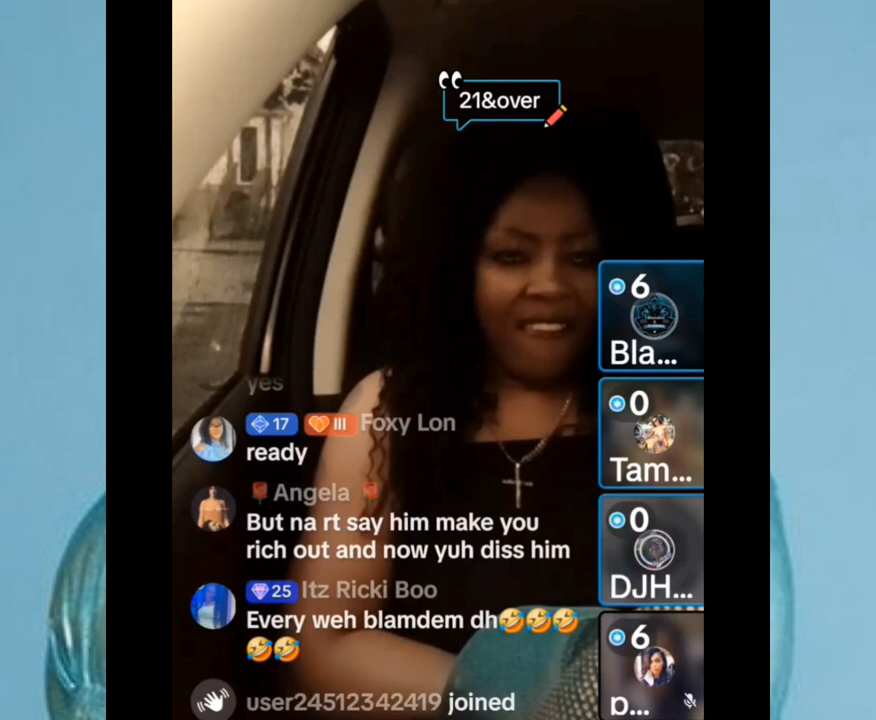 21&over
6
Bla...
yes
0
17 III Foxy Lon
ready
Tam...
Angela
But na rt say him make you
rich out and now yuh diss him
0
DJH...
25 Itz Ricki Boo
Every weh blamdem dh🤣🤣🤣
🤣🤣
6
p...
user24512342419 joined